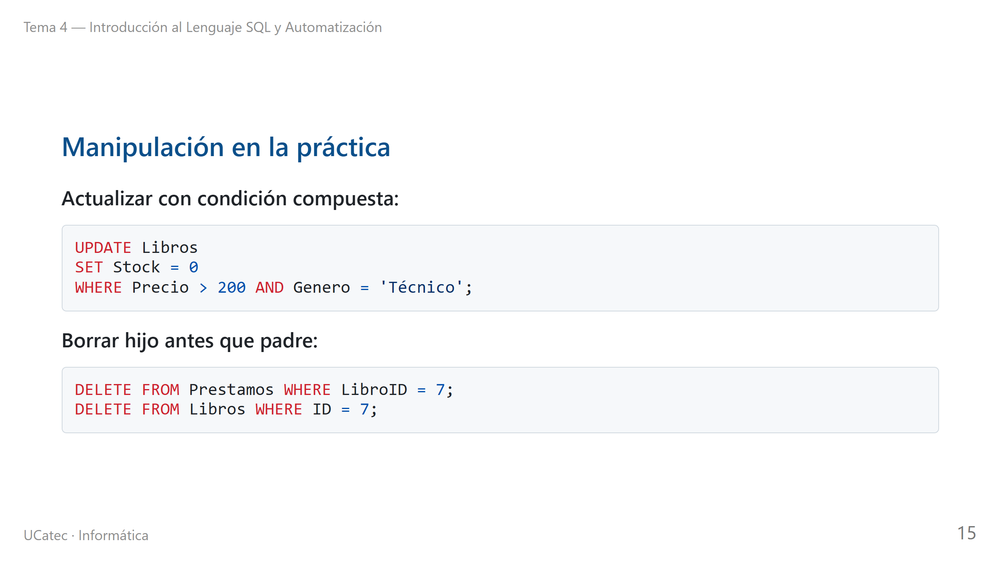 Tema 4 — Introducción al Lenguaje SQL y Automatización
Manipulación en la práctica
Actualizar con condición compuesta:
UPDATE Libros
SET Stock = 0
WHERE Precio > 200 AND Genero = 'Técnico';
Borrar hijo antes que padre:
DELETE FROM Prestamos WHERE LibroID = 7;
DELETE FROM Libros WHERE ID = 7;
UCatec · Informática
15